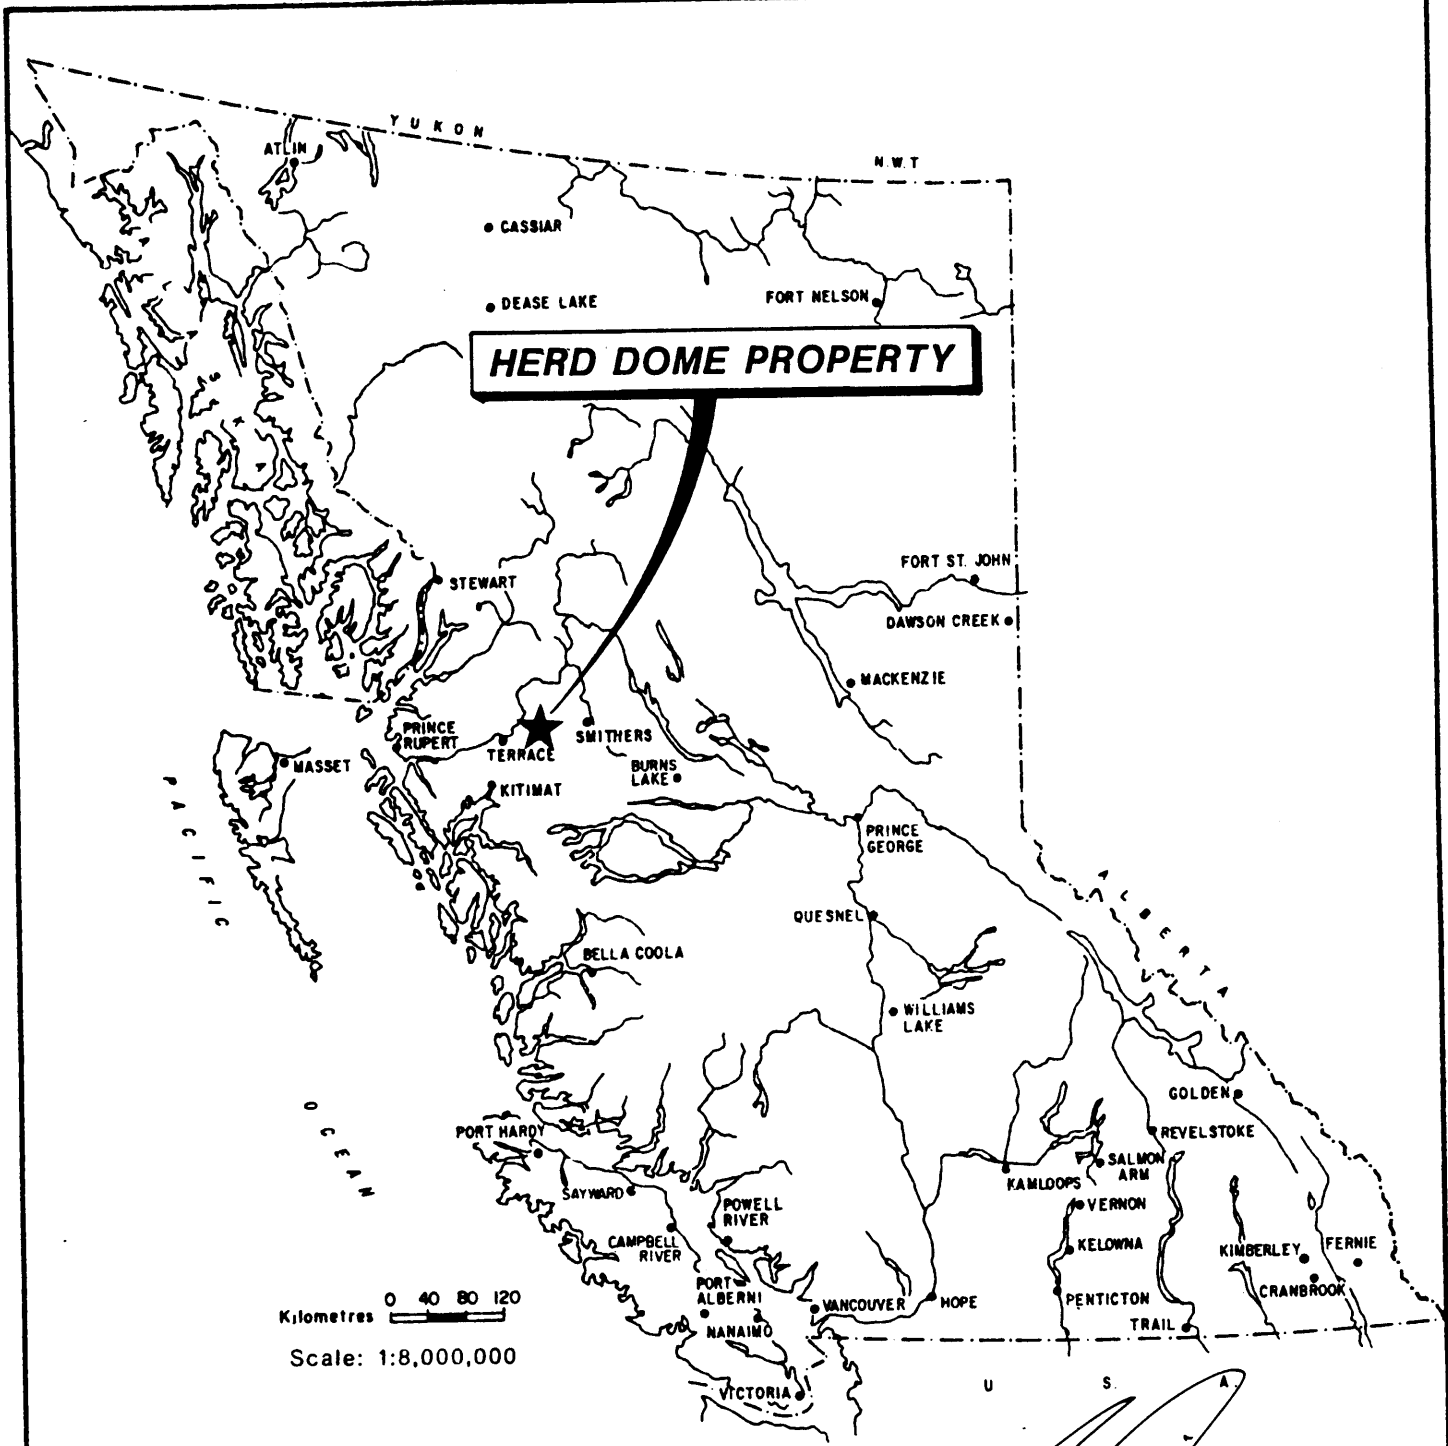 YUKON
N.W.T
ATLIN
CASSIAR
DEASE LAKE
FORT NELSON
HERD DOME PROPERTY
ALASKA
FORT ST. JOHN
STEWART
DAWSON CREEK
MACKENZIE
PRINCE
RUPERT
TERRACE
SMITHERS
MASSET
BURNS
LAKE
KITIMAT
PACIFIC
PRINCE
GEORGE
ALBERTA
QUESNEL
BELLA COOLA
WILLIAMS
LAKE
OCEAN
GOLDEN
PORT HARDY
REVELSTOKE
SALMON
ARM
KAMLOOPS
SAYWARD
POWELL
RIVER
VERNON
CAMPBELL
RIVER
KELOWNA
KIMBERLEY
FERNIE
PORT
ALBERNI
CRANBROOK
VANCOUVER
HOPE
PENTICTON
NANAIMO
TRAIL
0 40 80 120
Kilometres
Scale: 1:8,000,000
VICTORIA
U S. A.